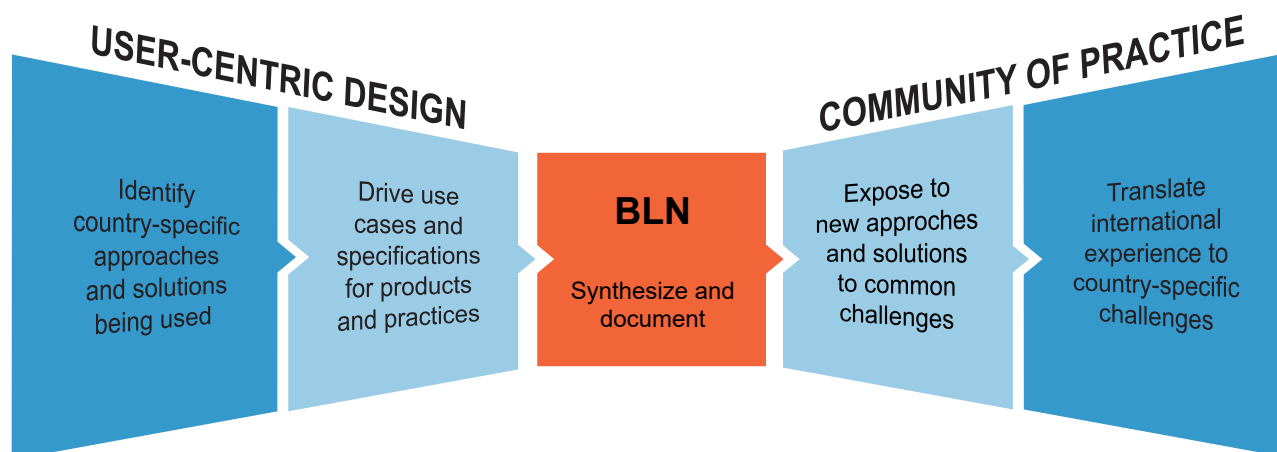 USER-CENTRIC DESIGN
COMMUNITY OF PRACTICE
Identify
country-specific
approaches
and solutions
being used
Drive use
cases and
specifications
for products
and practices
BLN
Synthesize and
document
Expose to
new approches
and solutions
to common
challenges
Translate
international
experience to
country-specific
challenges